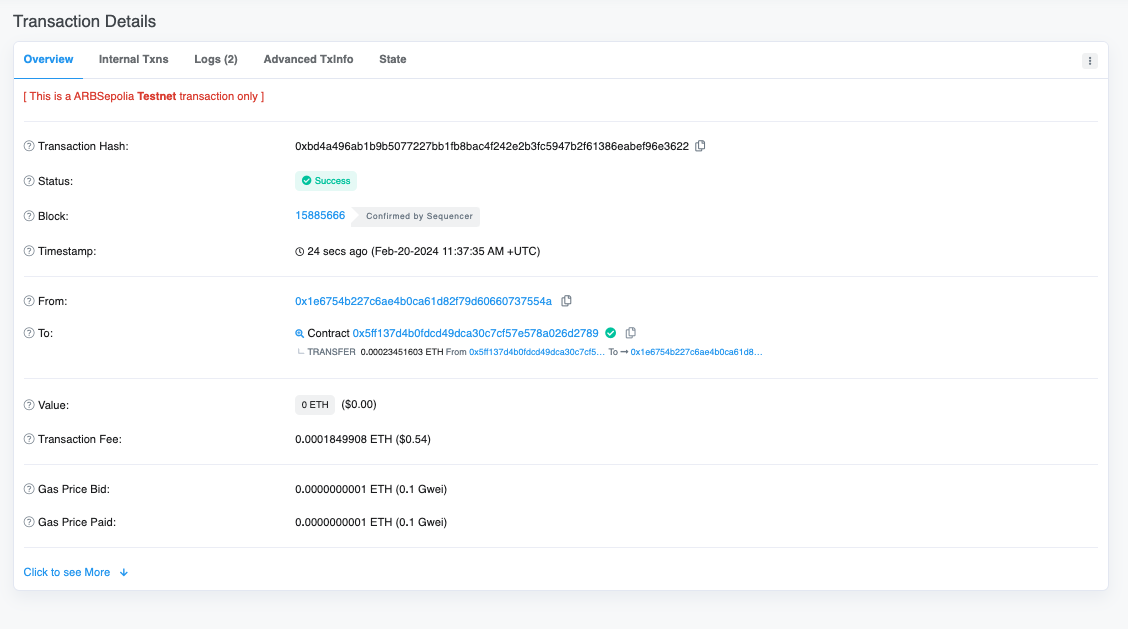 Transaction Details
Overview Internal Txns Logs (2) Advanced TxInfo State
[ This is a ARBSepolia Testnet transaction only ]
Transaction Hash: 0xbd4a496ab1b9b5077227bb1fb8bac4f242e2b3fc5947b2f61386eabef96e3622
Status: Success
Block: 15885666 Confirmed by Sequencer
Timestamp: 24 secs ago (Feb-20-2024 11:37:35 AM +UTC)
From: 0x1e6754b227c6ae4b0ca61d82f79d60660737554a
To: Contract 0x5ff137d4b0fdcd49dca30c7cf57e578a026d2789
TRANSFER 0.00023451603 ETH From 0x5ff137d4b0fdcd49dca30c7cf5... To → 0x1e6754b227c6ae4b0ca61d8...
Value: 0 ETH ($0.00)
Transaction Fee: 0.0001849908 ETH ($0.54)
Gas Price Bid: 0.0000000001 ETH (0.1 Gwei)
Gas Price Paid: 0.0000000001 ETH (0.1 Gwei)
Click to see More ↓